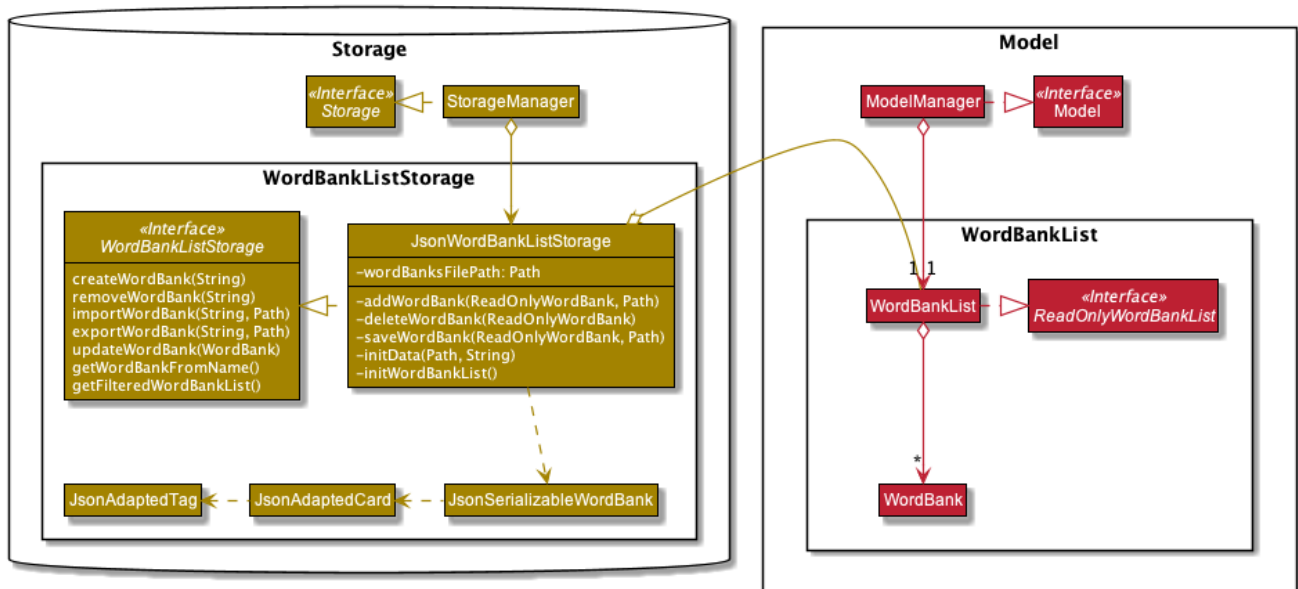 Storage
«Interface»
Storage
StorageManager
WordBankListStorage
«Interface»
WordBankListStorage
createWordBank(String)
removeWordBank(String)
importWordBank(String, Path)
exportWordBank(String, Path)
updateWordBank(WordBank)
getWordBankFromName()
getFilteredWordBankList()
JsonWordBankListStorage
-wordBanksFilePath: Path
-addWordBank(ReadOnlyWordBank, Path)
-deleteWordBank(ReadOnlyWordBank)
-saveWordBank(ReadOnlyWordBank, Path)
-initData(Path, String)
-initWordBankList()
JsonAdaptedTag
JsonAdaptedCard
JsonSerializableWordBank
Model
ModelManager
«Interface»
Model
WordBankList
1
1
WordBankList
«Interface»
ReadOnlyWordBankList
*
WordBank